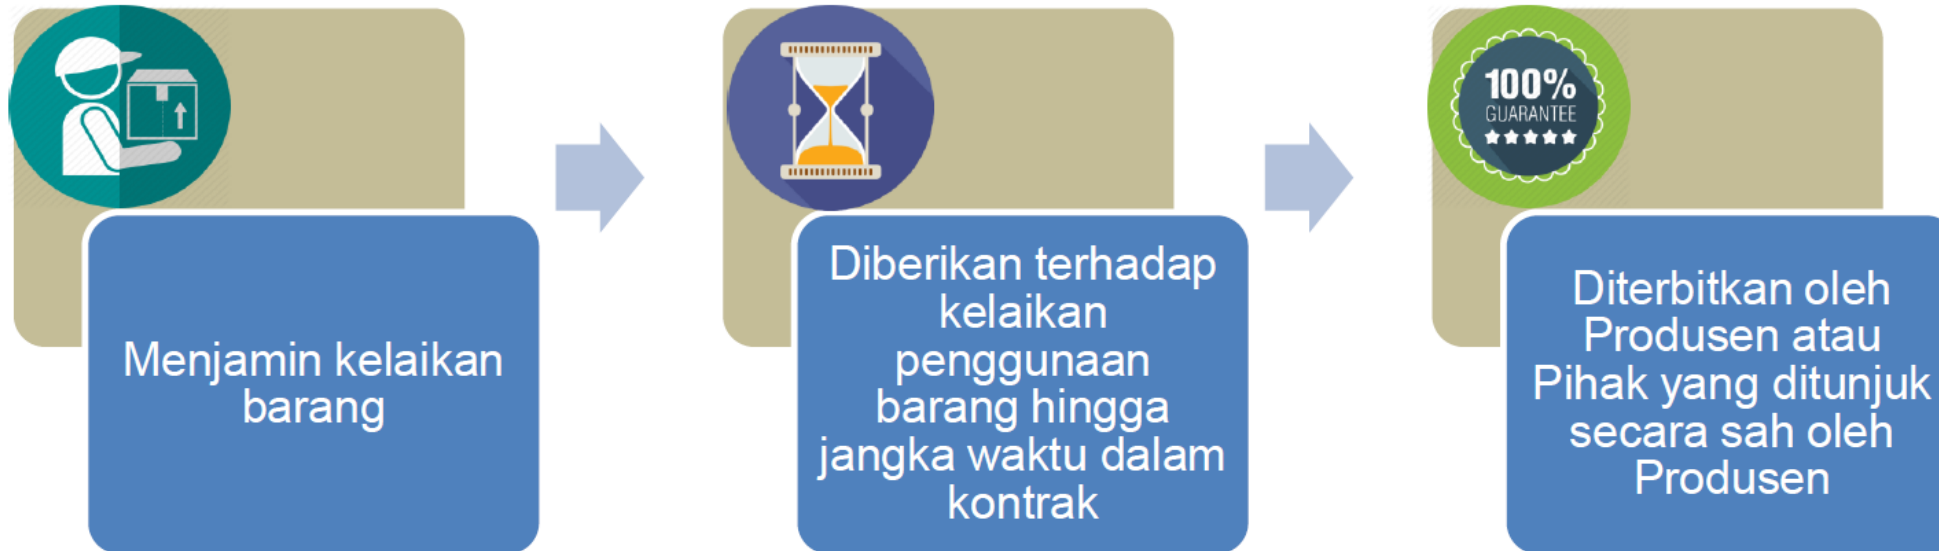 100%
GUARANTEE
Menjamin kelaikan
barang
Diberikan terhadap
kelaikan
penggunaan
barang hingga
jangka waktu dalam
kontrak
Diterbitkan oleh
Produsen atau
Pihak yang ditunjuk
secara sah oleh
Produsen